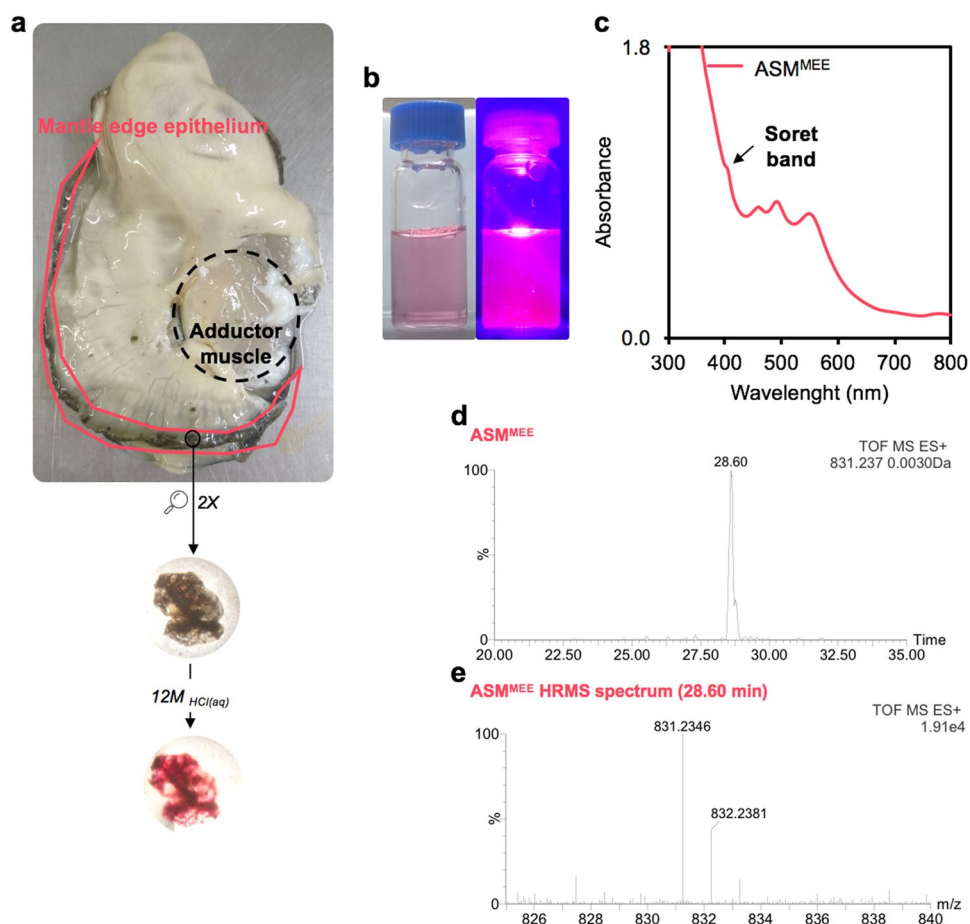 a
Mantle edge epithelium
Adductor
muscle
2X
12M HCl(aq)
b
c
1.8
ASMMEE
Soret
band
Absorbance
0.0
300 400 500 600 700 800
Wavelenght (nm)
d
ASMMEE
TOF MS ES+
831.237 0.0030Da
28.60
100
%
0
Time
20.00 22.50 25.00 27.50 30.00 32.50 35.00
e
ASMMEE HRMS spectrum (28.60 min)
TOF MS ES+
1.91e4
831.2346
100
832.2381
%
0
m/z
826 828 830 832 834 836 838 840